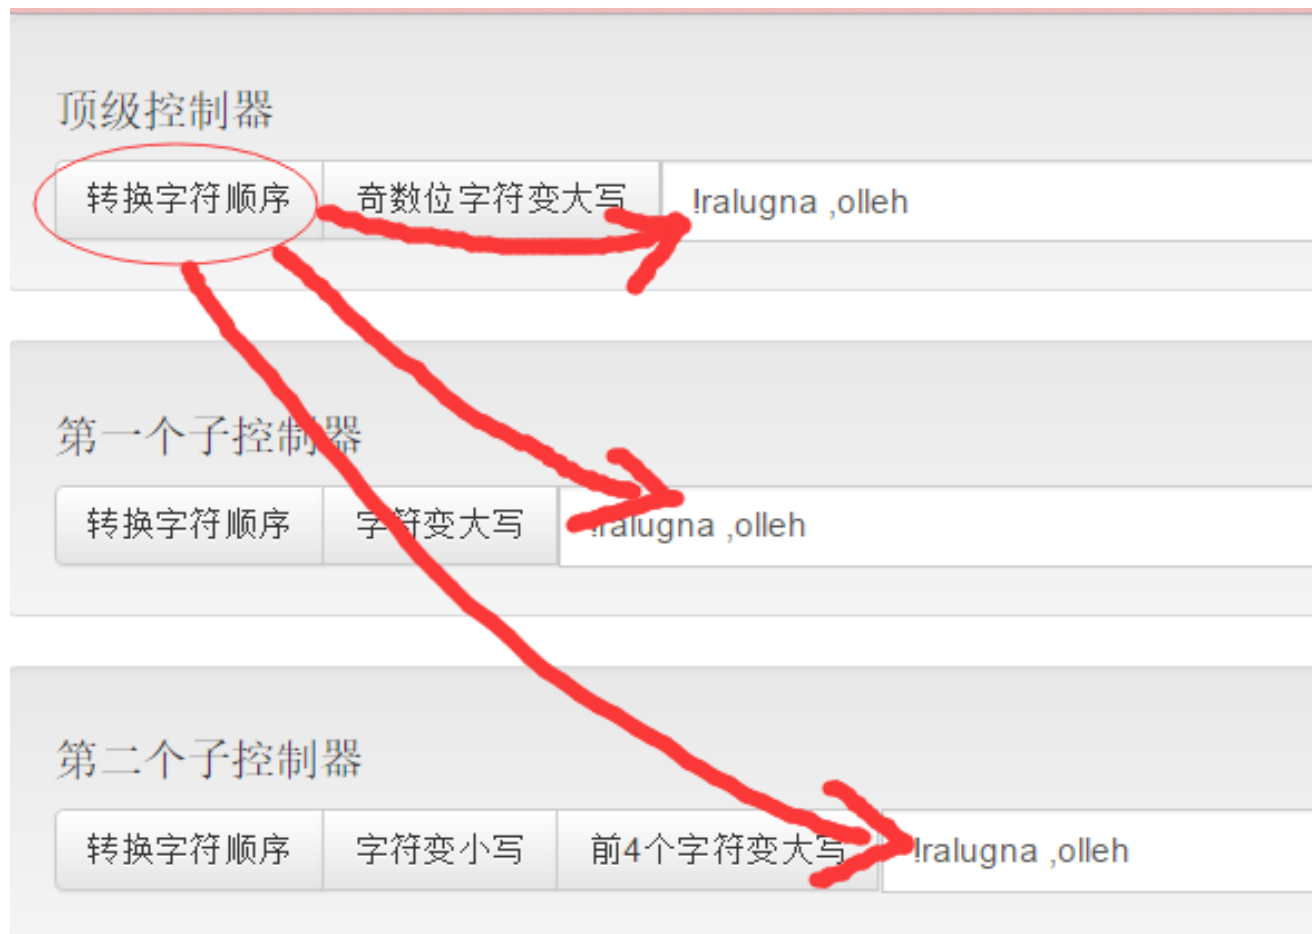 顶级控制器
转换字符顺序 奇数位字符变大写 !ralugna ,olleh
第一个子控制器
转换字符顺序 字符变大写 !ralugna ,olleh
第二个子控制器
转换字符顺序 字符变小写 前4个字符变大写 !ralugna ,olleh